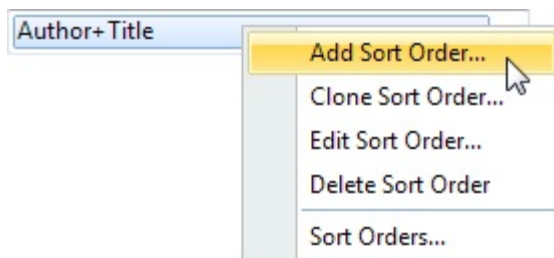 Author+Title
Add Sort Order...
Clone Sort Order...
Edit Sort Order...
Delete Sort Order
Sort Orders...